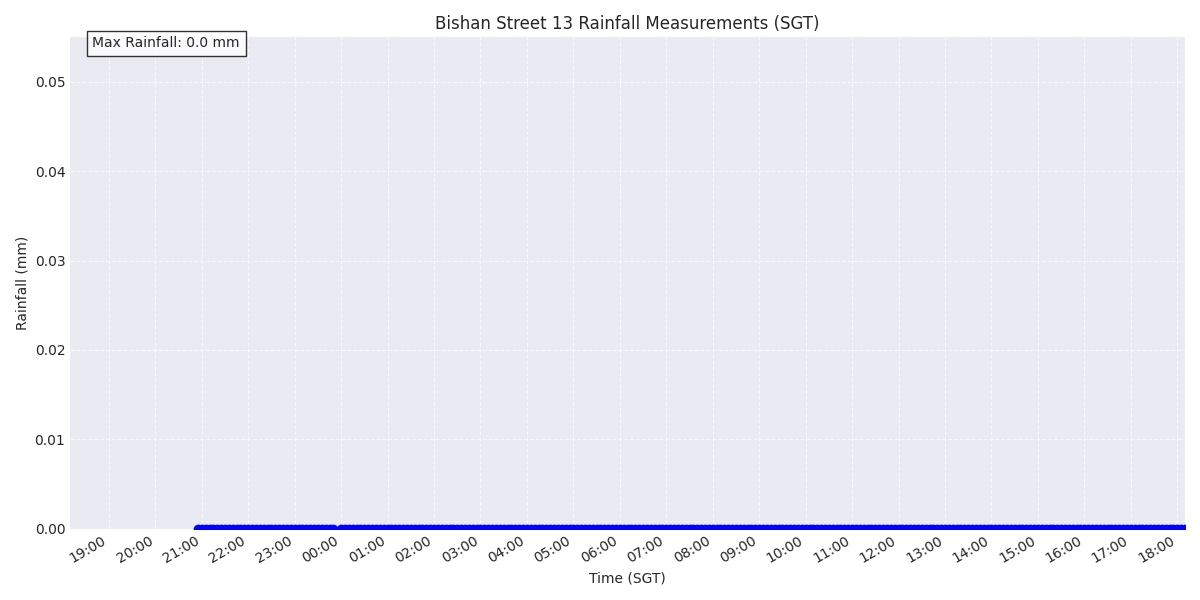 Bishan Street 13 Rainfall Measurements (SGT)
Max Rainfall: 0.0 mm
0.05
0.04
0.03
0.02
0.01
0.00
Rainfall (mm)
19:00 20:00 21:00 22:00 23:00 00:00 01:00 02:00 03:00 04:00 05:00 06:00 07:00 08:00 09:00 10:00 11:00 12:00 13:00 14:00 15:00 16:00 17:00 18:00
Time (SGT)